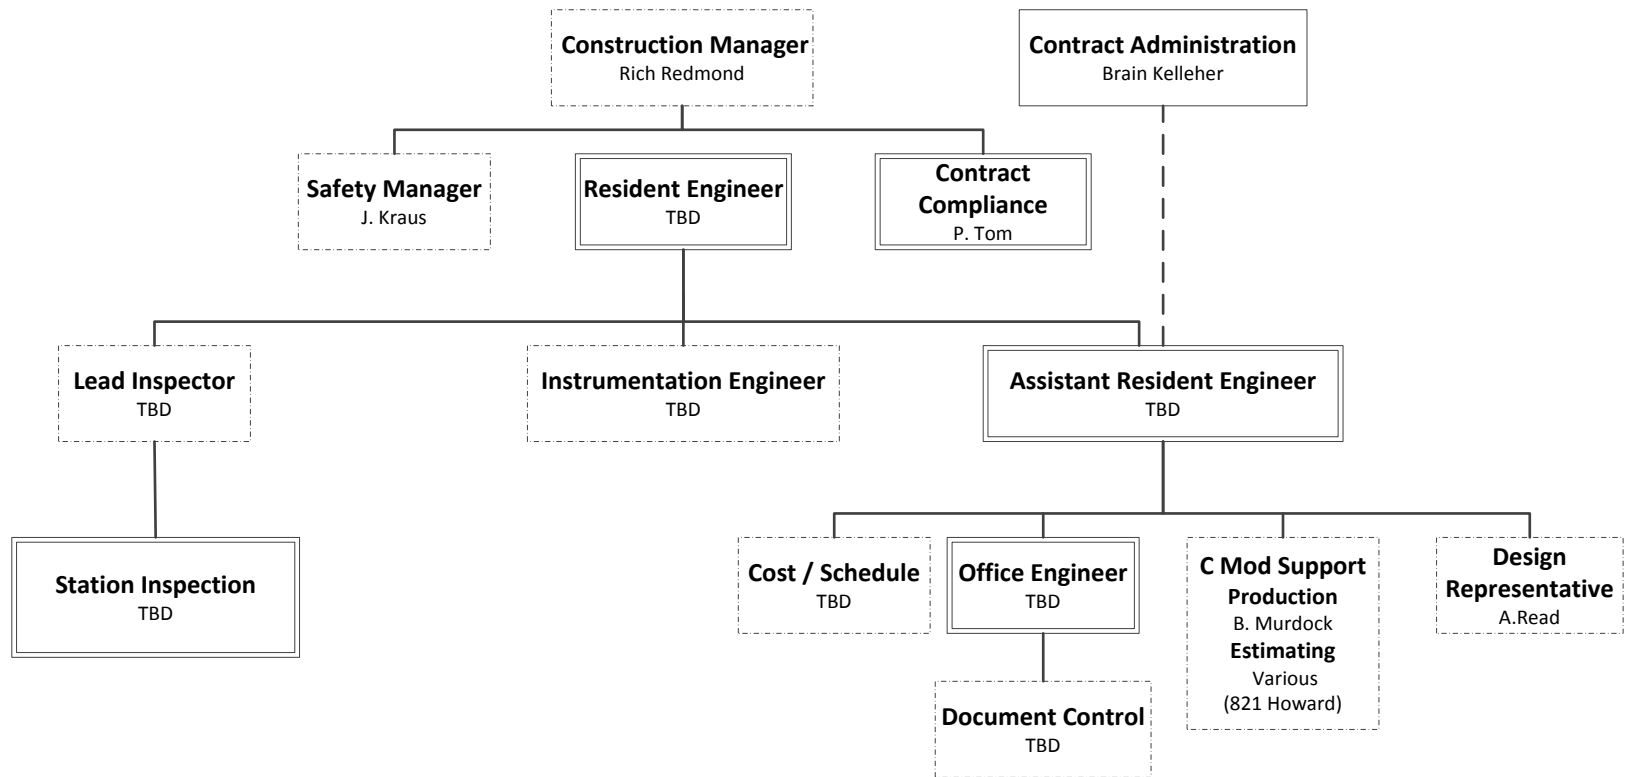 Construction Manager
Rich Redmond
Contract Administration
Brain Kelleher
Safety Manager
J. Kraus
Resident Engineer
TBD
Contract
Compliance
P. Tom
Lead Inspector
TBD
Instrumentation Engineer
TBD
Assistant Resident Engineer
TBD
Station Inspection
TBD
Cost / Schedule
TBD
Office Engineer
TBD
C Mod Support
Production
B. Murdock
Estimating
Various
(821 Howard)
Design
Representative
A.Read
Document Control
TBD